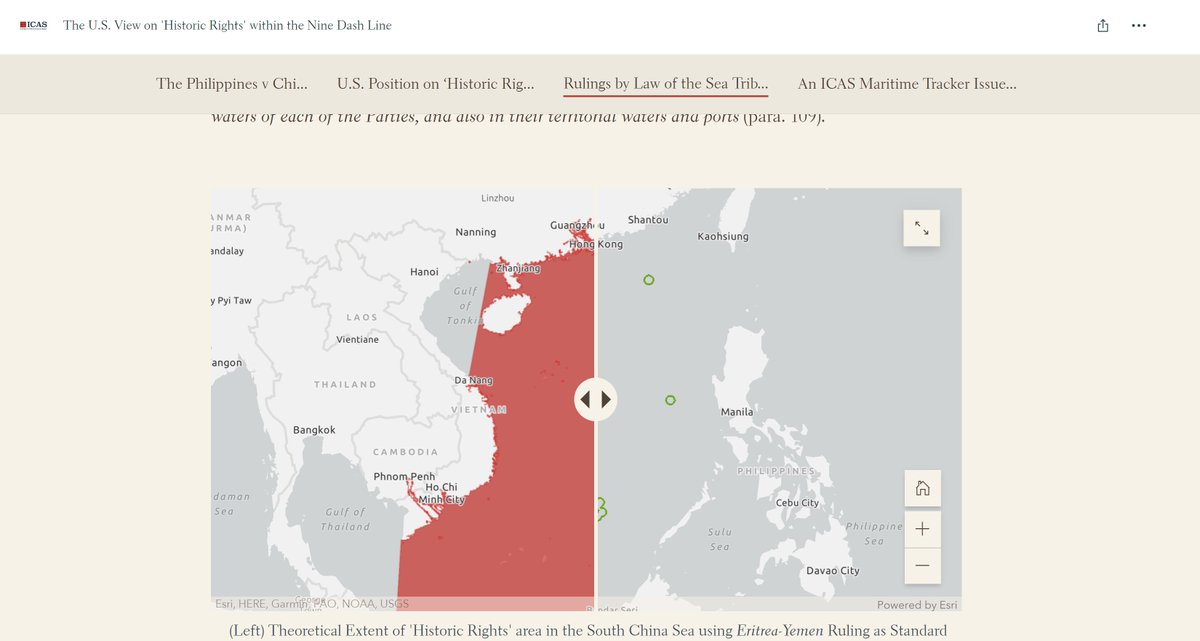 ICAS The U.S. View on 'Historic Rights' within the Nine Dash Line
The Philippines v Chi... U.S. Position on ‘Historic Rig... Rulings by Law of the Sea Trib... An ICAS Maritime Tracker Issue...
waters of each of the Parties, and also in their territorial waters and ports (para. 109).
Linzhou
ANMAR
URMA)
Nanning
Guangzh u
Shantou
Kaohsiung
andalay
Hong Kong
Hanoi
Zhanjiang
Gulf
of
Tonki
y Pyi Taw
LAOS
Vientiane
angon
THAILAND
Da Nang
VIETNAM
Manila
Bangkok
CAMBODIA
PHILIPPINES
Phnom Penh
Ho Chi
Minh City
Cebu City
daman
Sea
Gulf of
Thailand
Sulu
Sea
Philippine
Sea
Davao City
George
Town
Esri, HERE, Garmin, FAO, NOAA, USGS
Powered by Esri
(Left) Theoretical Extent of 'Historic Rights' area in the South China Sea using Eritrea-Yemen Ruling as Standard